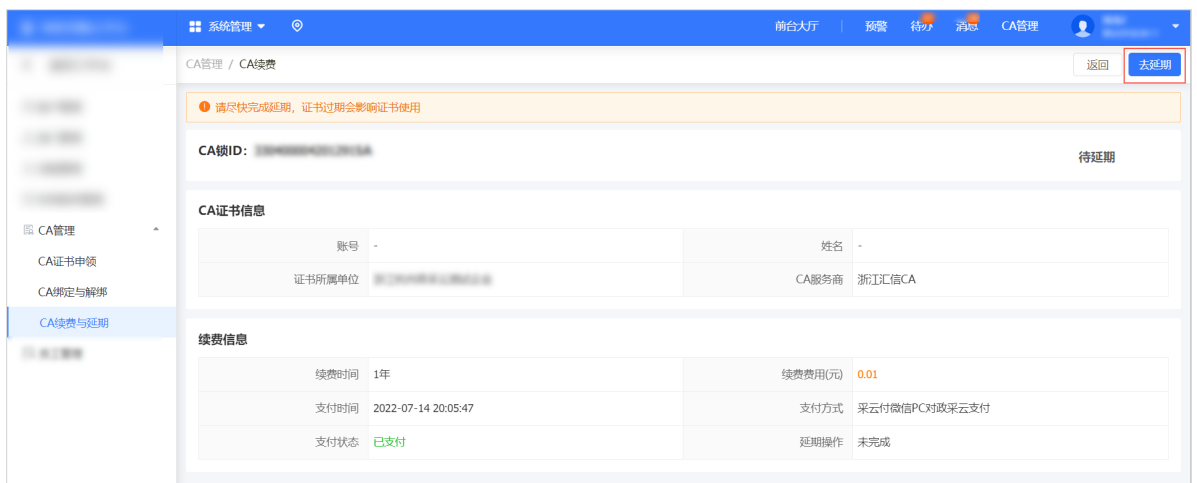 系统管理
前台大厅 预警 待办 消息 CA管理
CA管理 / CA续费
返回 去延期
请尽快完成延期，证书过期会影响证书使用
CA锁ID：
待延期
CA管理
CA证书申领
CA绑定与解绑
CA续费与延期
CA证书信息
账号 - 姓名 -
证书所属单位 CA服务商 浙江汇信CA
续费信息
续费时间 1年 续费费用(元) 0.01
支付时间 2022-07-14 20:05:47 支付方式 采云付微信PC对政采云支付
支付状态 已支付 延期操作 未完成